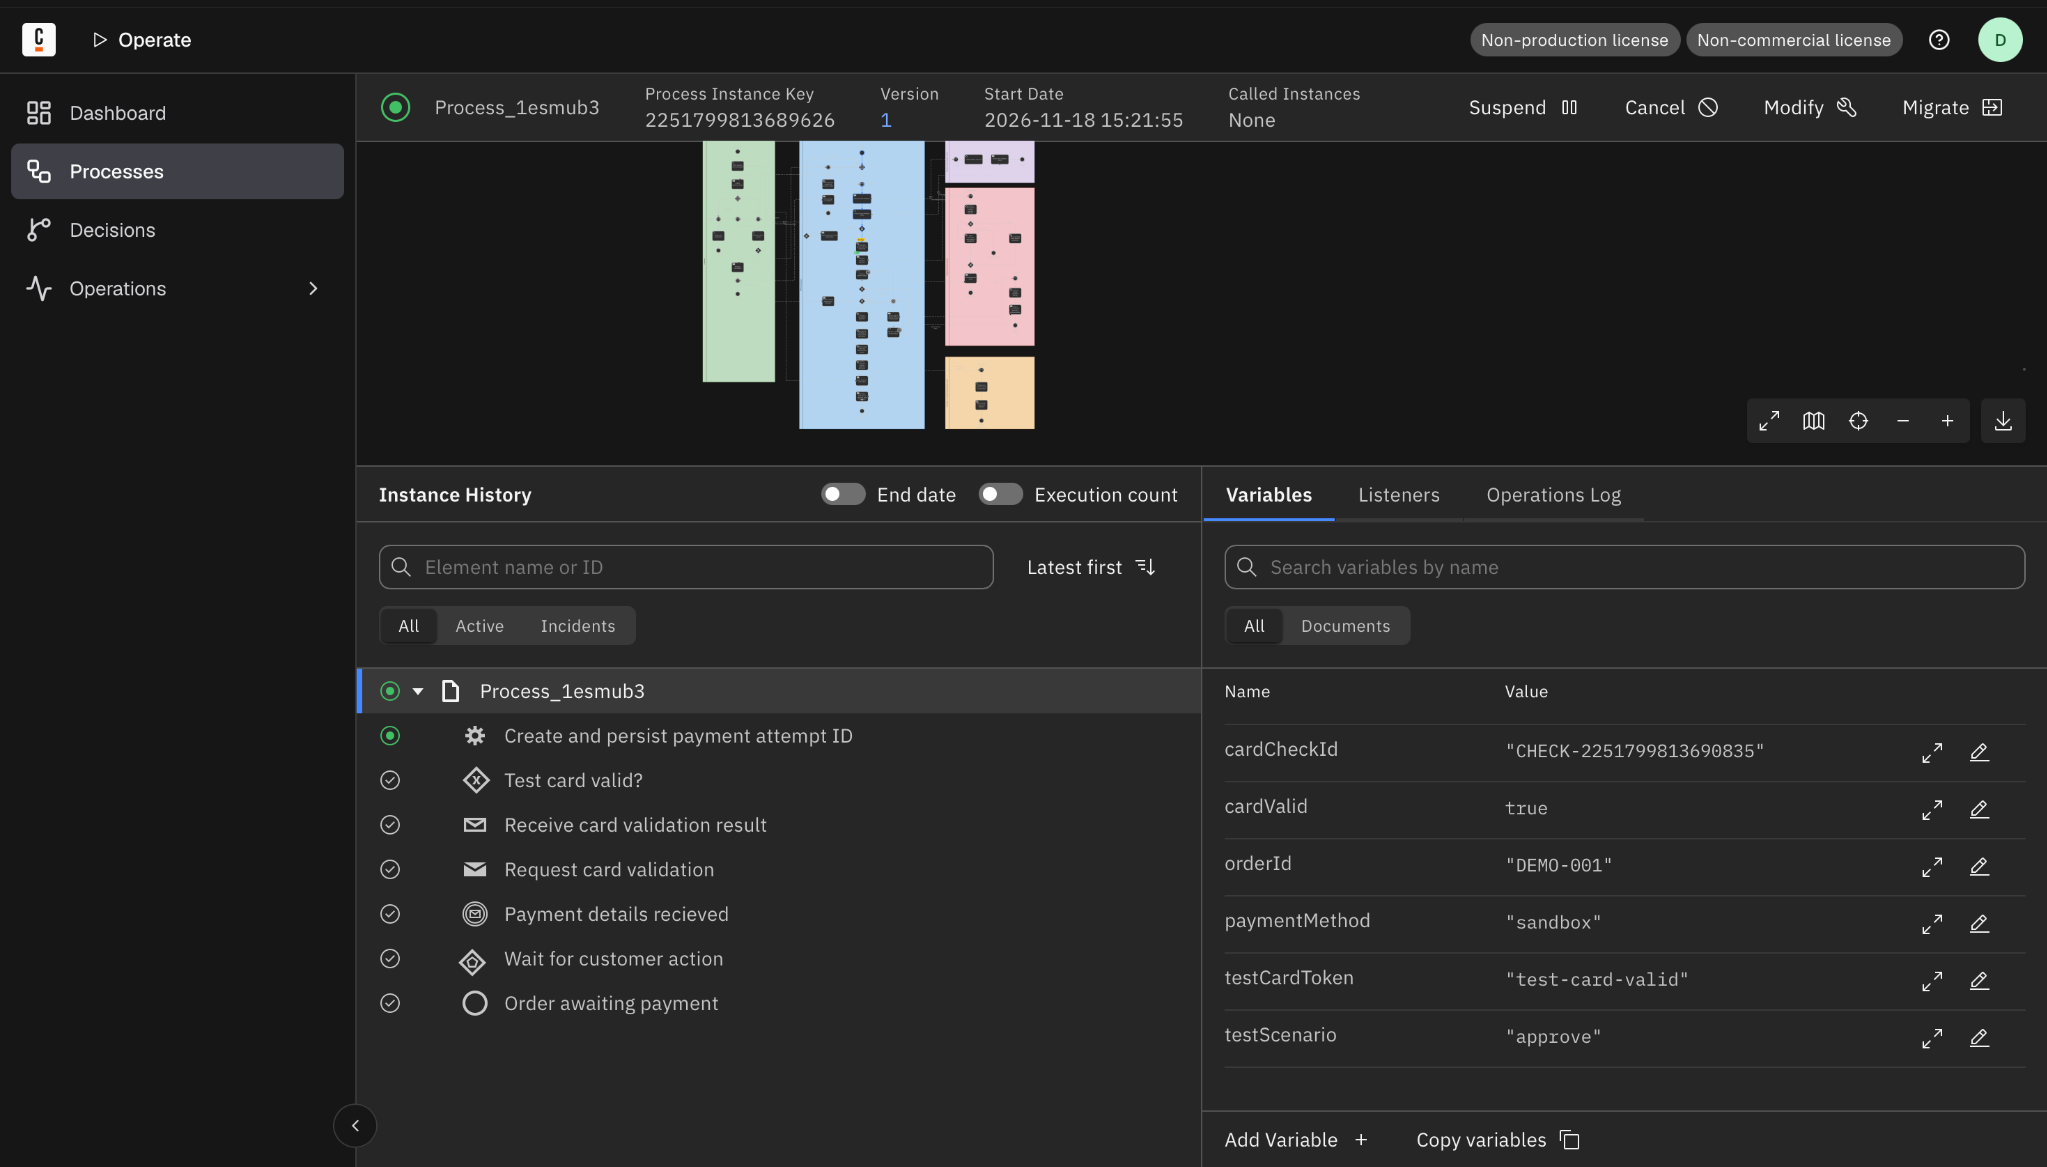 C
Operate
Non-production license
Non-commercial license
D
Dashboard
Processes
Decisions
Operations
Process_1esmub3
Process Instance Key
2251799813689626
Version
1
Start Date
2026-11-18 15:21:55
Called Instances
None
Suspend
Cancel
Modify
Migrate
Instance History
End date
Execution count
Element name or ID
Latest first
All
Active
Incidents
Process_1esmub3
Create and persist payment attempt ID
Test card valid?
Receive card validation result
Request card validation
Payment details recieved
Wait for customer action
Order awaiting payment
Variables
Listeners
Operations Log
Search variables by name
All
Documents
Name Value
cardCheckId "CHECK-2251799813690835"
cardValid true
orderId "DEMO-001"
paymentMethod "sandbox"
testCardToken "test-card-valid"
testScenario "approve"
Add Variable +
Copy variables